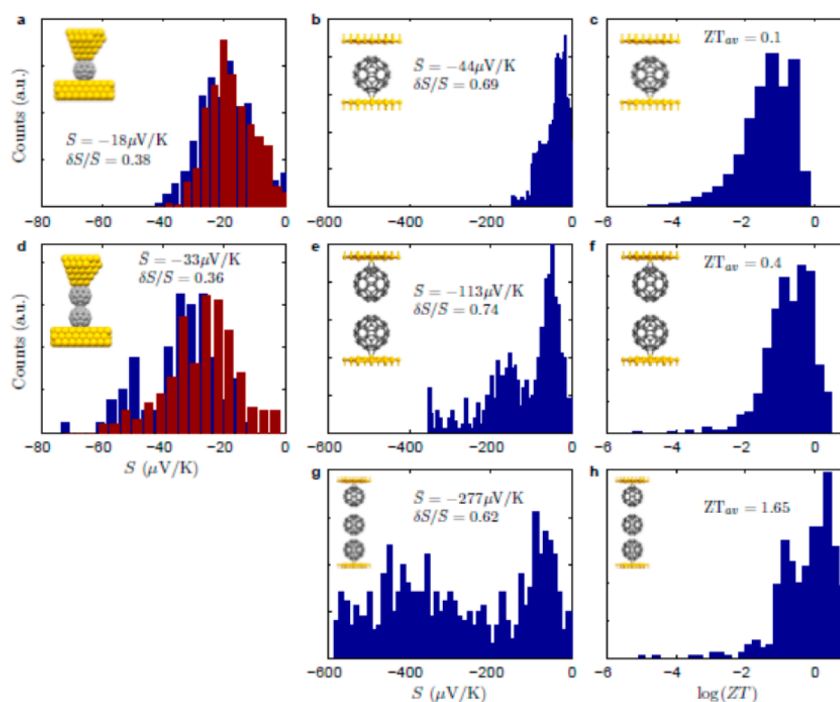 a
Counts (a.u.)
S = −18μV/K
δS/S = 0.38
−80 −60 −40 −20 0
b
S = −44μV/K
δS/S = 0.69
−600 −400 −200 0
c
ZTav = 0.1
−6 −4 −2 0
d
Counts (a.u.)
S = −33μV/K
δS/S = 0.36
−80 −60 −40 −20 0
S (μV/K)
e
S = −113μV/K
δS/S = 0.74
−600 −400 −200 0
f
ZTav = 0.4
−6 −4 −2 0
g
S = −277μV/K
δS/S = 0.62
−600 −400 −200 0
S (μV/K)
h
ZTav = 1.65
−6 −4 −2 0
log(ZT)